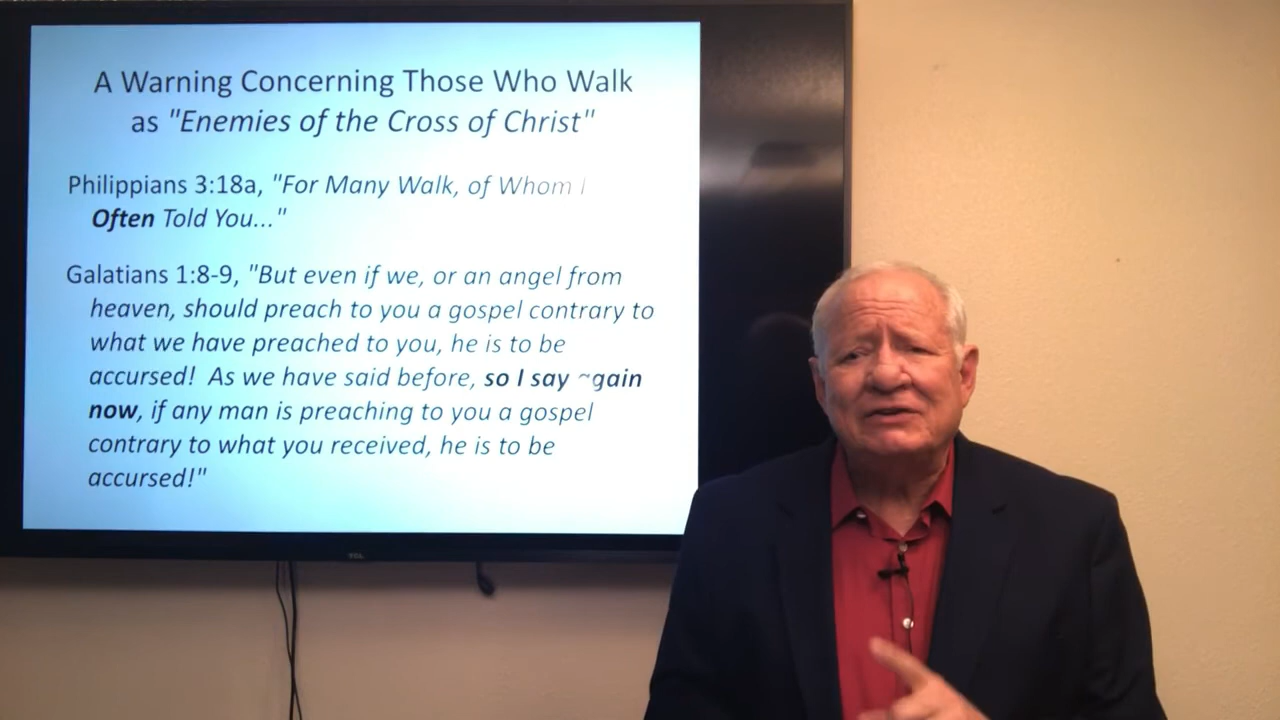 A Warning Concerning Those Who Walk
as "Enemies of the Cross of Christ"
Philippians 3:18a, "For Many Walk, of Whom I
Often Told You..."
Galatians 1:8-9, "But even if we, or an angel from
heaven, should preach to you a gospel contrary to
what we have preached to you, he is to be
accursed! As we have said before, so I say again
now, if any man is preaching to you a gospel
contrary to what you received, he is to be
accursed!"
TCL